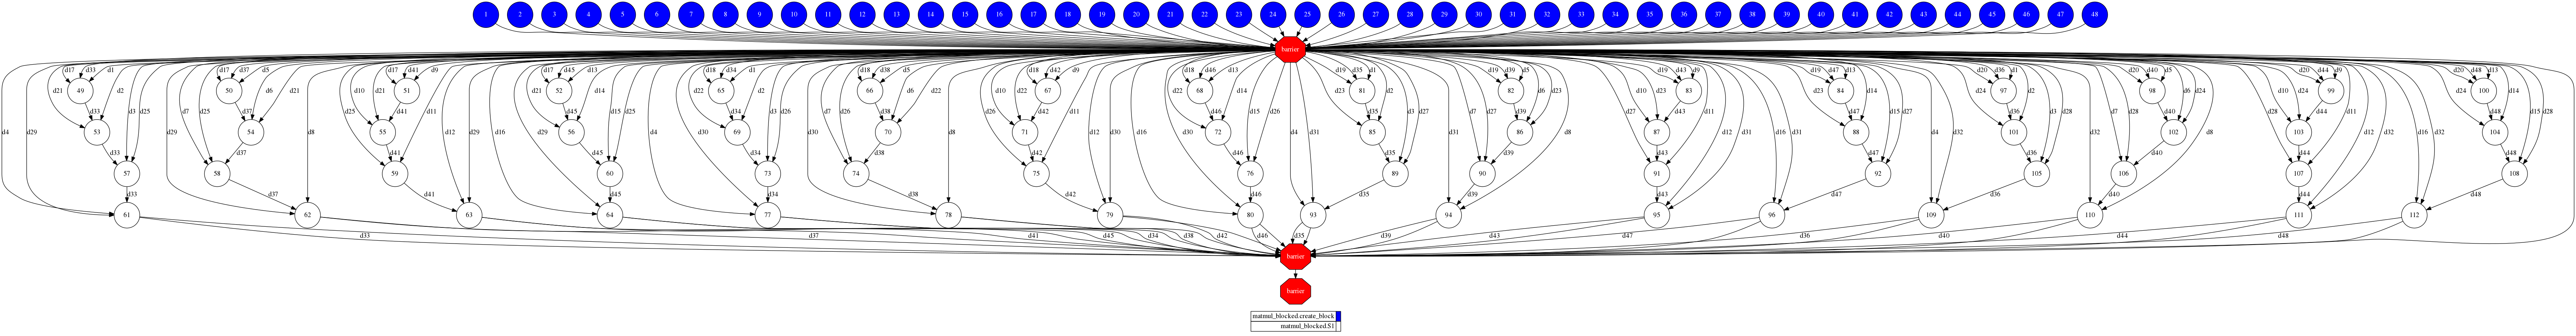 1 2 3 4 5 6 7 8 9 10 11 12 13 14 15 16 17 18 19 20 21 22 23 24 25 26 27 28 29 30 31 32 33 34 35 36 37 38 39 40 41 42 43 44 45 46 47 48
barrier
d17 d33 d1 d17 d37 d5 d17 d41 d9 d17 d45 d13 d18 d34 d1 d18 d38 d5 d18 d42 d9 d18 d46 d13 d19 d35 d1 d19 d39 d5 d19 d43 d9 d19 d47 d13 d20 d36 d1 d20 d40 d5 d20 d44 d9 d20 d48 d13
49 50 51 52 65 66 67 68 81 82 83 84 97 98 99 100
d21 d33 d2 d3 d25 d7 d25 d37 d6 d21 d25 d10 d21 d41 d11 d21 d45 d14 d15 d25 d22 d34 d2 d3 d26 d7 d26 d38 d6 d22 d26 d10 d22 d42 d11 d22 d46 d14 d15 d26 d23 d35 d2 d3 d27 d7 d27 d39 d6 d23 d27 d10 d23 d43 d11 d23 d47 d14 d15 d27 d24 d36 d2 d3 d28 d7 d28 d40 d6 d24 d28 d10 d24 d44 d11 d24 d48 d14 d15 d28
53 54 55 56 69 70 71 72 85 86 87 88 101 102 103 104
d4 d29 d33 d29 d37 d8 d41 d12 d29 d16 d29 d45 d4 d30 d34 d30 d38 d8 d42 d12 d30 d16 d30 d46 d4 d31 d35 d31 d39 d8 d43 d12 d31 d16 d31 d47 d4 d32 d36 d32 d40 d8 d44 d12 d32 d16 d32 d48
57 58 59 60 73 74 75 76 89 90 91 92 105 106 107 108
d33 d37 d41 d45 d34 d38 d42 d46 d35 d39 d43 d47 d36 d40 d44 d48
61 62 63 64 77 78 79 80 93 94 95 96 109 110 111 112
d33 d37 d41 d45 d34 d38 d42 d46 d35 d39 d43 d47 d36 d40 d44 d48
barrier
barrier
matmul_blocked.create_block
matmul_blocked.S1